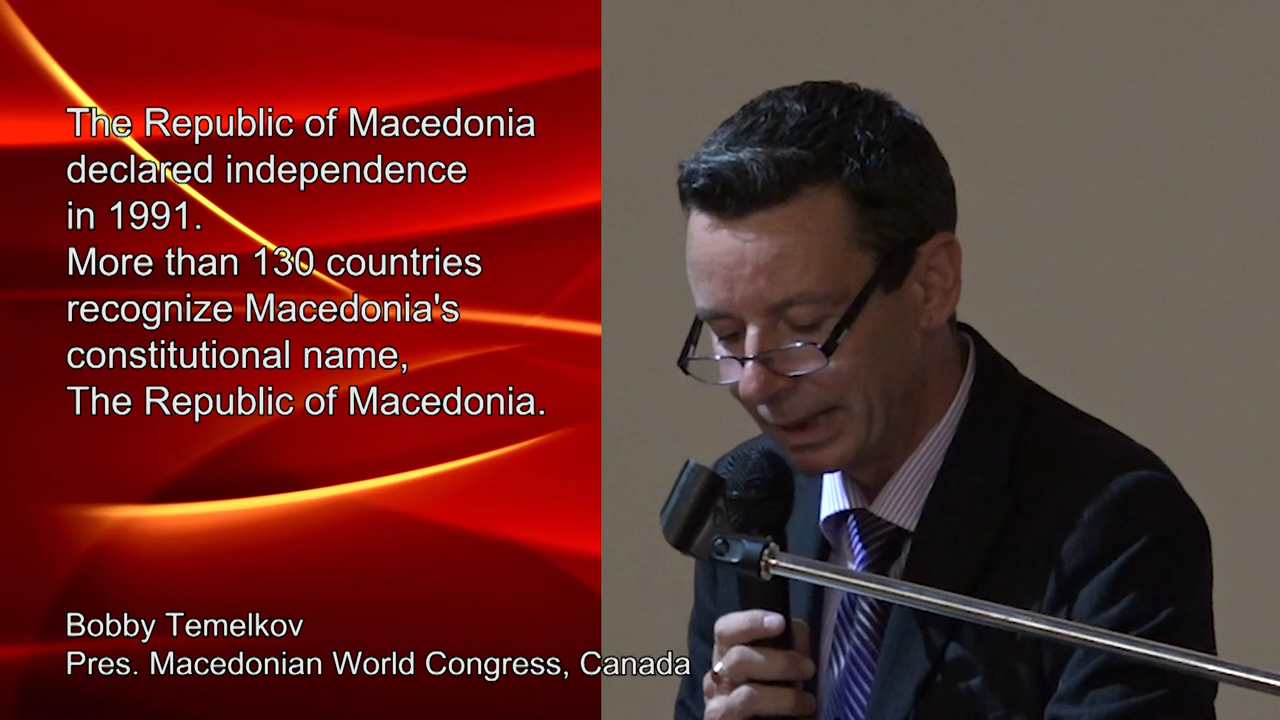 The Republic of Macedonia
declared independence
in 1991.
More than 130 countries
recognize Macedonia's
constitutional name,
The Republic of Macedonia.
Bobby Temelkov
Pres. Macedonian World Congress, Canada